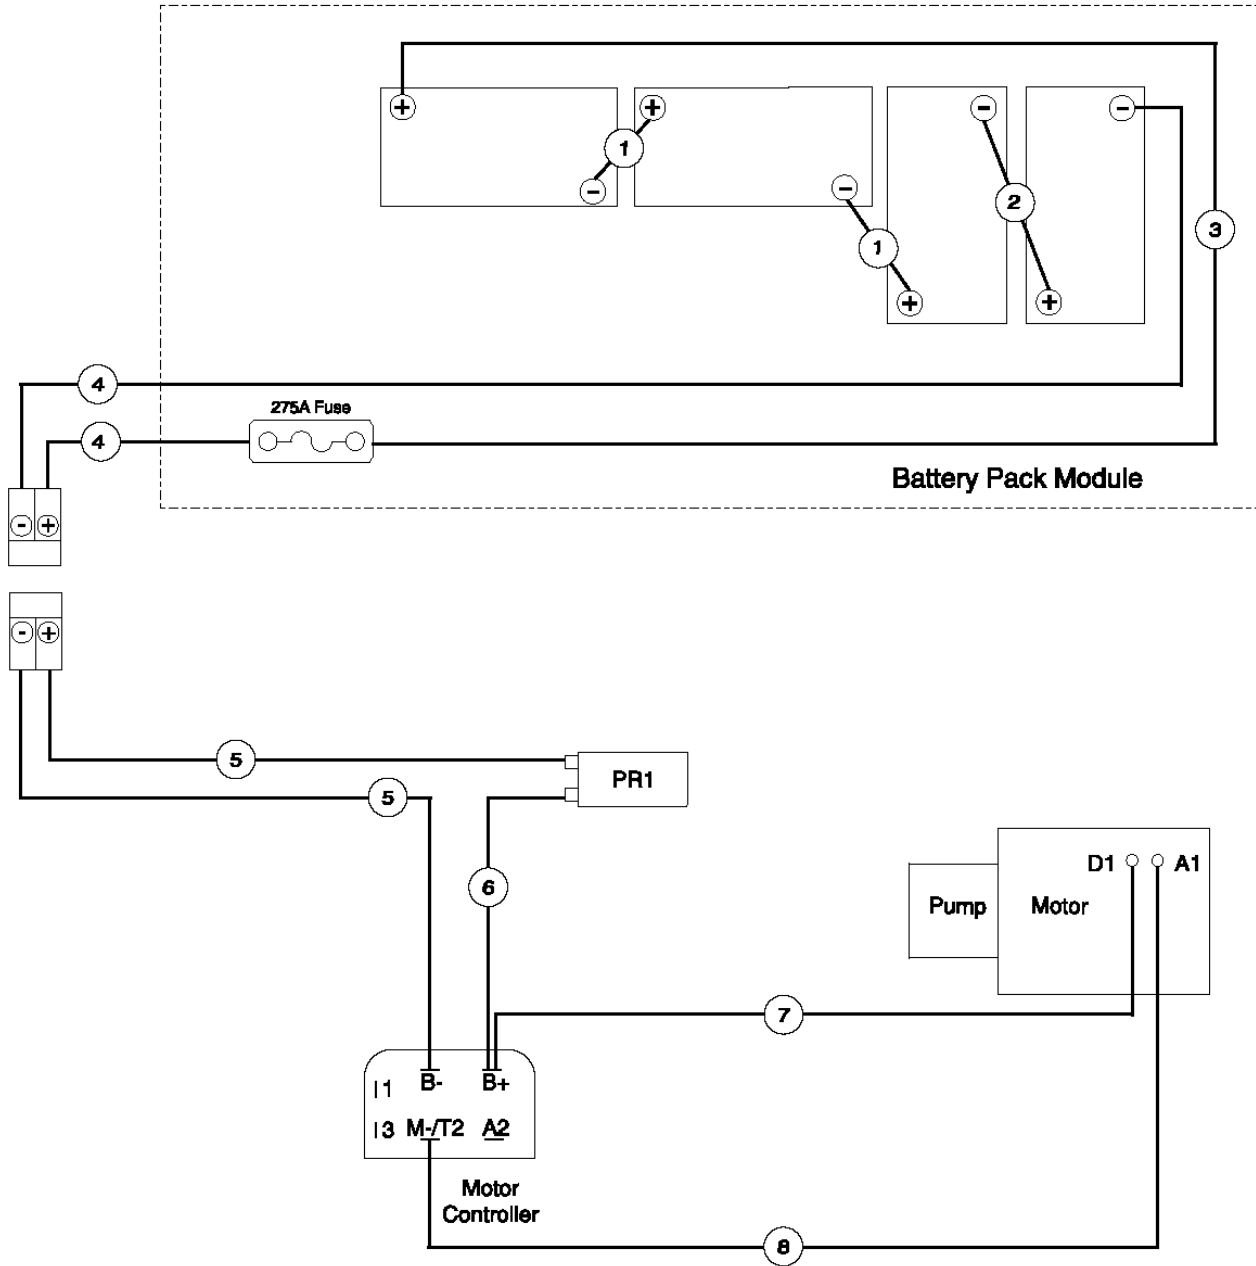 + + - -
1
- - 2
3
1
+ +
4
275A Fuse
4
Battery Pack Module
- +
- +
5
PR1
5
D1 A1
6
Pump Motor
7
I1 B- B+
I3 M-/T2 A2
Motor
Controller
8